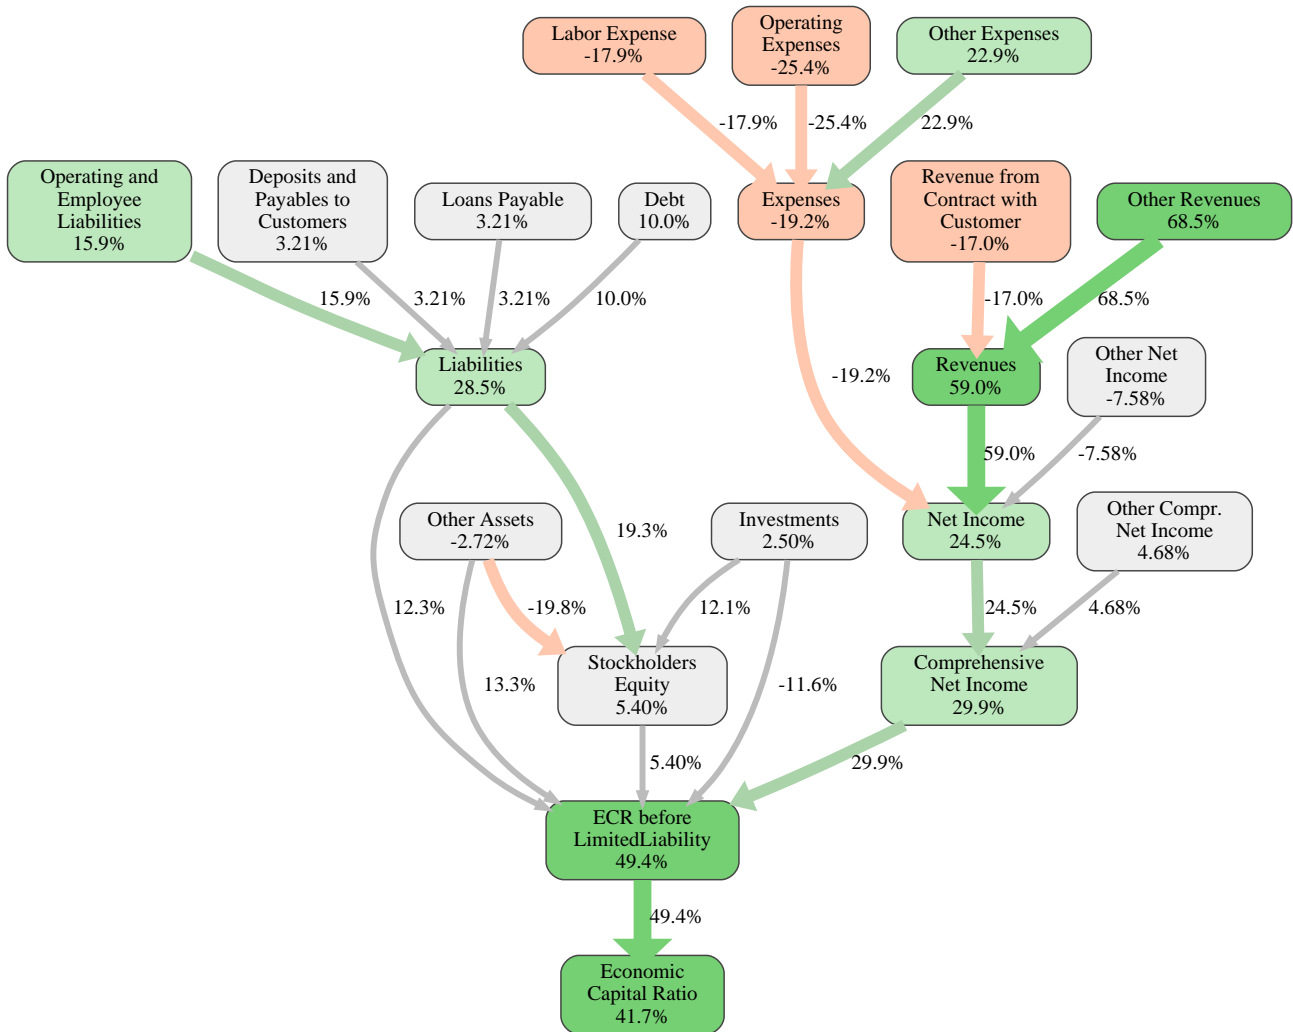 Labor Expense
-17.9%
Operating
Expenses
-25.4%
Other Expenses
22.9%
-17.9%
-25.4%
22.9%
Operating and
Employee
Liabilities
15.9%
Deposits and
Payables to
Customers
3.21%
Loans Payable
3.21%
Debt
10.0%
Expenses
-19.2%
Revenue from
Contract with
Customer
-17.0%
Other Revenues
68.5%
15.9%
3.21%
3.21%
10.0%
-17.0%
68.5%
Liabilities
28.5%
-19.2%
Revenues
59.0%
Other Net
Income
-7.58%
59.0%
-7.58%
Other Assets
-2.72%
19.3%
Investments
2.50%
Net Income
24.5%
Other Compr.
Net Income
4.68%
12.3%
-19.8%
12.1%
24.5%
4.68%
13.3%
Stockholders
Equity
5.40%
-11.6%
Comprehensive
Net Income
29.9%
5.40%
29.9%
ECR before
LimitedLiability
49.4%
49.4%
Economic
Capital Ratio
41.7%